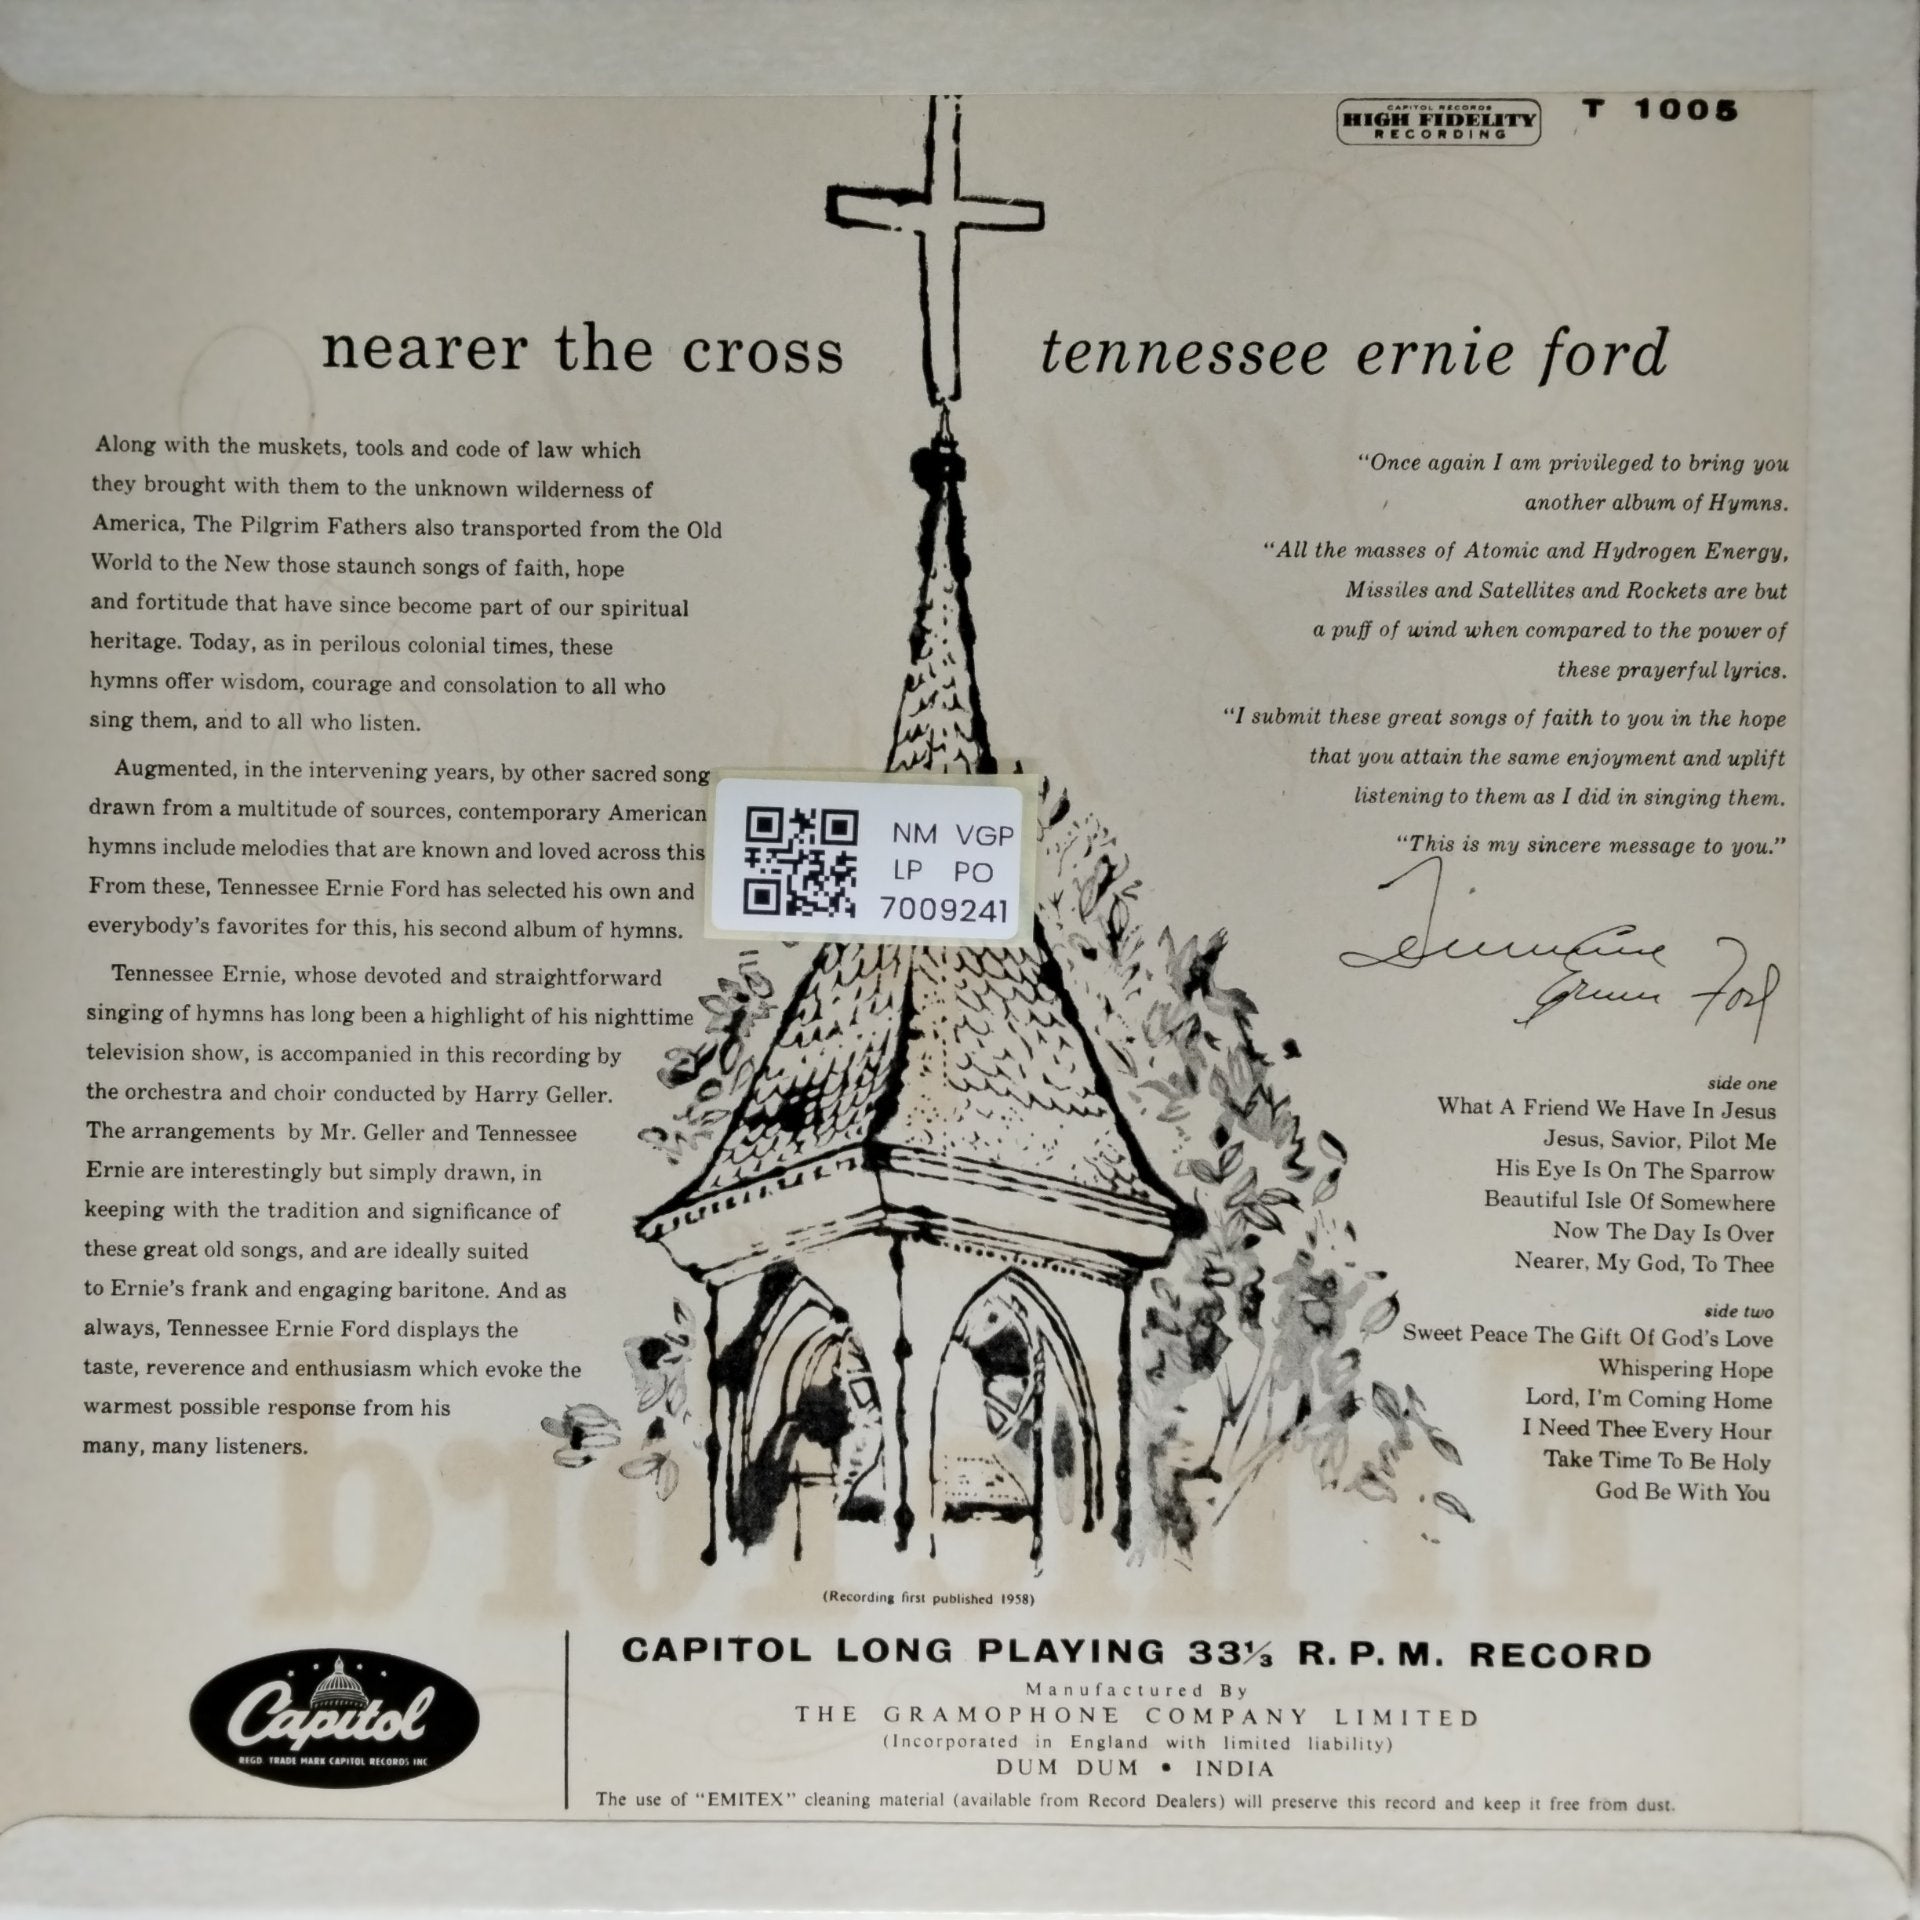 CAPITOL RECORDS
HIGH FIDELITY
RECORDING
T 1005
nearer the cross
tennessee ernie ford
Along with the muskets, tools and code of law which
they brought with them to the unknown wilderness of
America, The Pilgrim Fathers also transported from the Old
World to the New those staunch songs of faith, hope
and fortitude that have since become part of our spiritual
heritage. Today, as in perilous colonial times, these
hymns offer wisdom, courage and consolation to all who
sing them, and to all who listen.
Augmented, in the intervening years, by other sacred song
drawn from a multitude of sources, contemporary American
hymns include melodies that are known and loved across this
From these, Tennessee Ernie Ford has selected his own and
everybody's favorites for this, his second album of hymns.
Tennessee Ernie, whose devoted and straightforward
singing of hymns has long been a highlight of his nighttime
television show, is accompanied in this recording by
the orchestra and choir conducted by Harry Geller.
The arrangements by Mr. Geller and Tennessee
Ernie are interestingly but simply drawn, in
keeping with the tradition and significance of
these great old songs, and are ideally suited
to Ernie's frank and engaging baritone. And as
always, Tennessee Ernie Ford displays the
taste, reverence and enthusiasm which evoke the
warmest possible response from his
many, many listeners.
NM VGP
LP PO
7009241
"Once again I am privileged to bring you
another album of Hymns.
"All the masses of Atomic and Hydrogen Energy,
Missiles and Satellites and Rockets are but
a puff of wind when compared to the power of
these prayerful lyrics.
"I submit these great songs of faith to you in the hope
that you attain the same enjoyment and uplift
listening to them as I did in singing them.
"This is my sincere message to you."
Tennessee
Ernie Ford
side one
What A Friend We Have In Jesus
Jesus, Savior, Pilot Me
His Eye Is On The Sparrow
Beautiful Isle Of Somewhere
Now The Day Is Over
Nearer, My God, To Thee
side two
Sweet Peace The Gift Of God's Love
Whispering Hope
Lord, I'm Coming Home
I Need Thee Every Hour
Take Time To Be Holy
God Be With You
(Recording first published 1958)
Capitol
REGD. TRADE MARK CAPITOL RECORDS INC
CAPITOL LONG PLAYING 33⅓ R.P.M. RECORD
Manufactured By
THE GRAMOPHONE COMPANY LIMITED
(Incorporated in England with limited liability)
DUM DUM • INDIA
The use of "EMITEX" cleaning material (available from Record Dealers) will preserve this record and keep it free from dust.